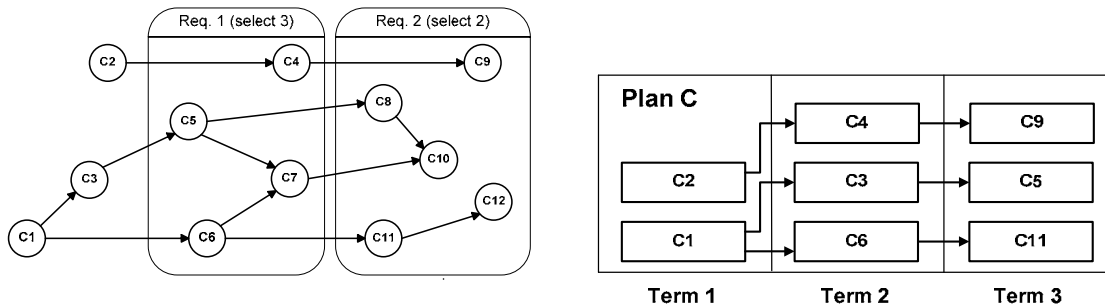 Req. 1 (select 3)
Req. 2 (select 2)
C2
C4
C9
C8
C5
C10
C3
C7
C12
C1
C6
C11
Plan C
C4
C9
C2
C3
C5
C1
C6
C11
Term 1
Term 2
Term 3